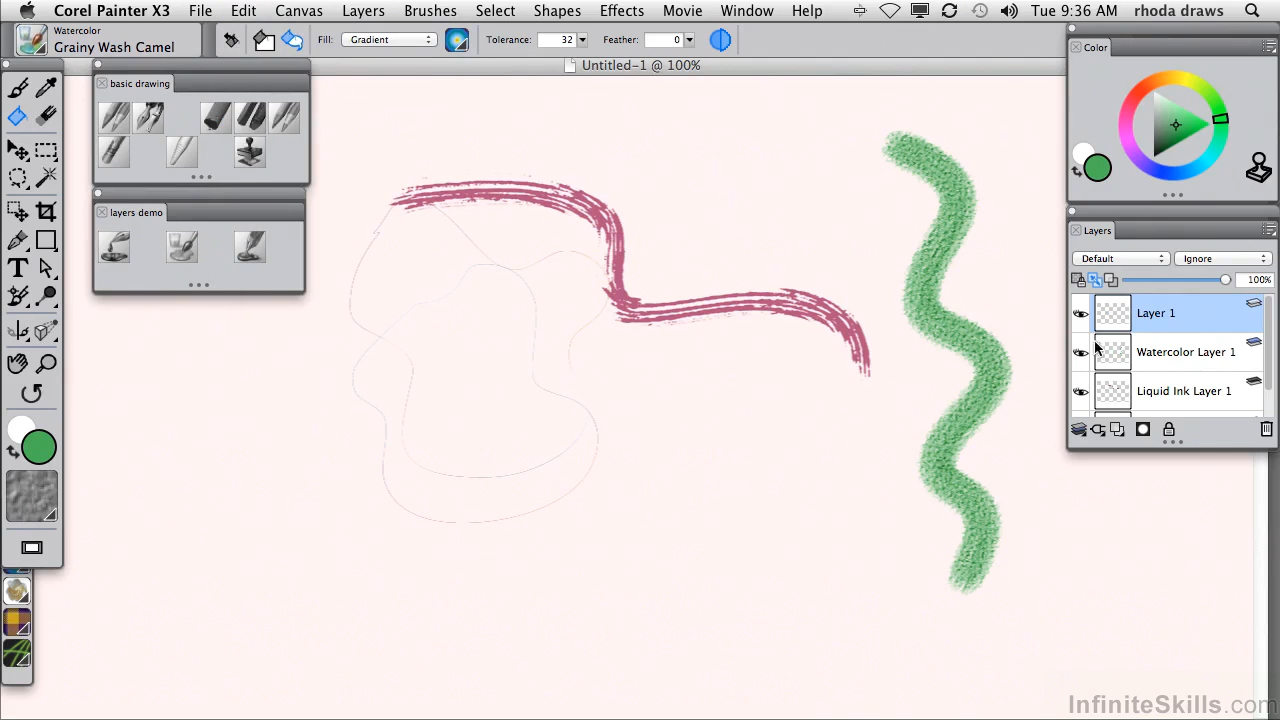 Corel Painter X3 File Edit Canvas Layers Brushes Select Shapes Effects Movie Window Help Tue 9:36 AM rhoda draws
Watercolor
Grainy Wash Camel
Fill: Gradient Tolerance: 32 Feather: 0
Untitled-1 @ 100%
Color
basic drawing
layers demo
T
Layers
Default Ignore
100%
Layer 1
Watercolor Layer 1
Liquid Ink Layer 1
InfiniteSkills.com